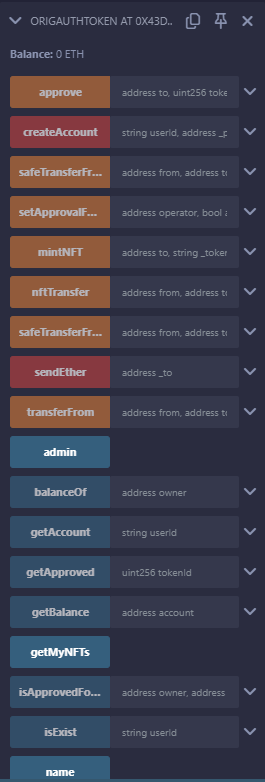 ORIGAUTHTOKEN AT 0X43D..
Balance: 0 ETH
approve address to, uint256 toke
createAccount string userId, address _p
safeTransferFr... address from, address to
setApprovalF... address operator, bool a
mintNFT address to, string _token
nftTransfer address from, address to
safeTransferFr... address from, address to
sendEther address _to
transferFrom address from, address to
admin
balanceOf address owner
getAccount string userId
getApproved uint256 tokenId
getBalance address account
getMyNFTs
isApprovedFo... address owner, address
isExist string userId
name